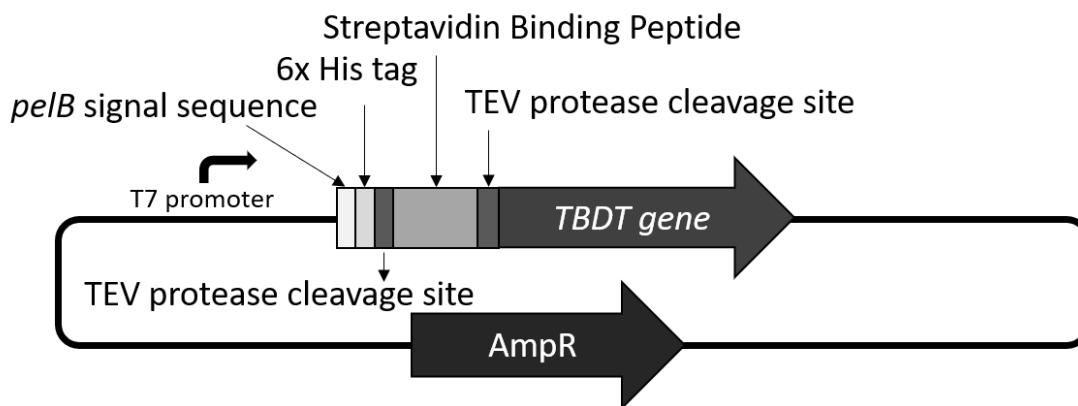 Streptavidin Binding Peptide
6x His tag
TEV protease cleavage site
pelB signal sequence
T7 promoter
TBDT gene
TEV protease cleavage site
AmpR